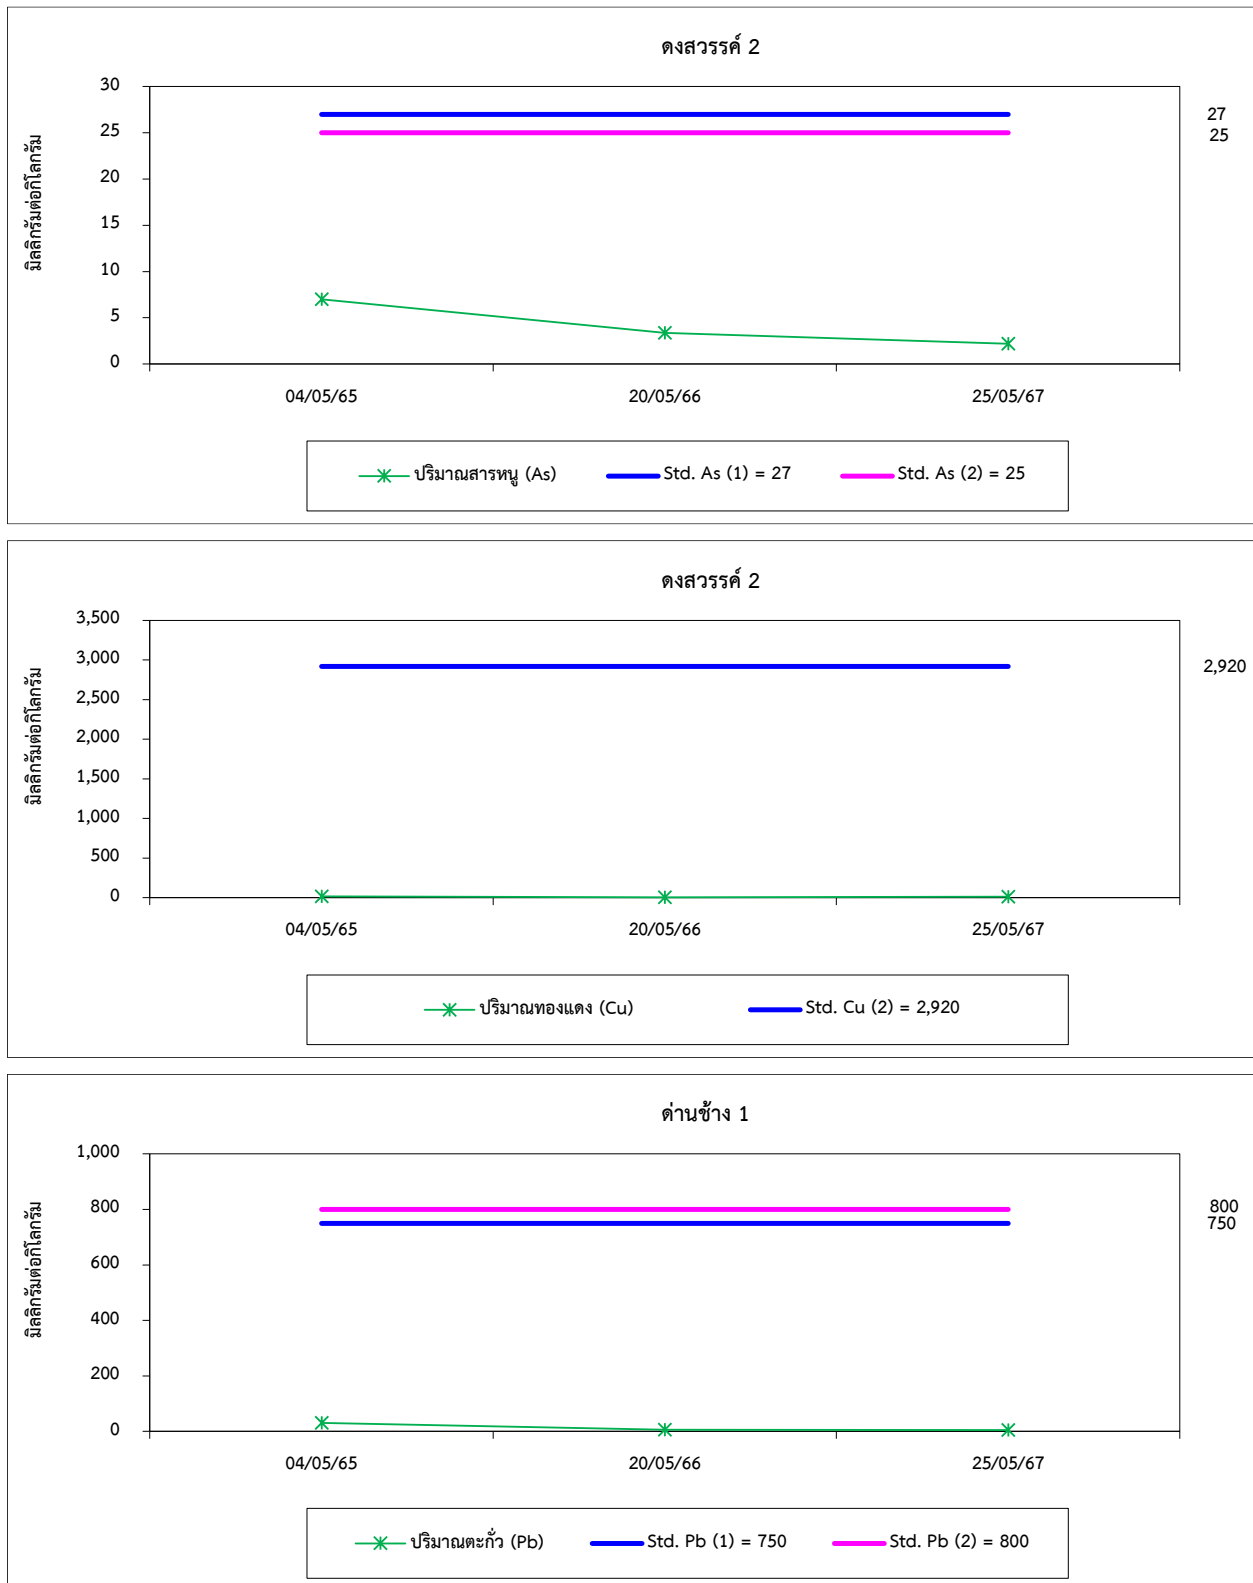 ดงสวรรค์ 2
มิลลิกรัมต่อกิโลกรัม
30
25
20
15
10
5
0
27
25
04/05/65 20/05/66 25/05/67
ปริมาณสารหนู (As) Std. As (1) = 27 Std. As (2) = 25
ดงสวรรค์ 2
มิลลิกรัมต่อกิโลกรัม
3,500
3,000
2,500
2,000
1,500
1,000
500
0
2,920
04/05/65 20/05/66 25/05/67
ปริมาณทองแดง (Cu) Std. Cu (2) = 2,920
ด่านช้าง 1
มิลลิกรัมต่อกิโลกรัม
1,000
800
600
400
200
0
800
750
04/05/65 20/05/66 25/05/67
ปริมาณตะกั่ว (Pb) Std. Pb (1) = 750 Std. Pb (2) = 800